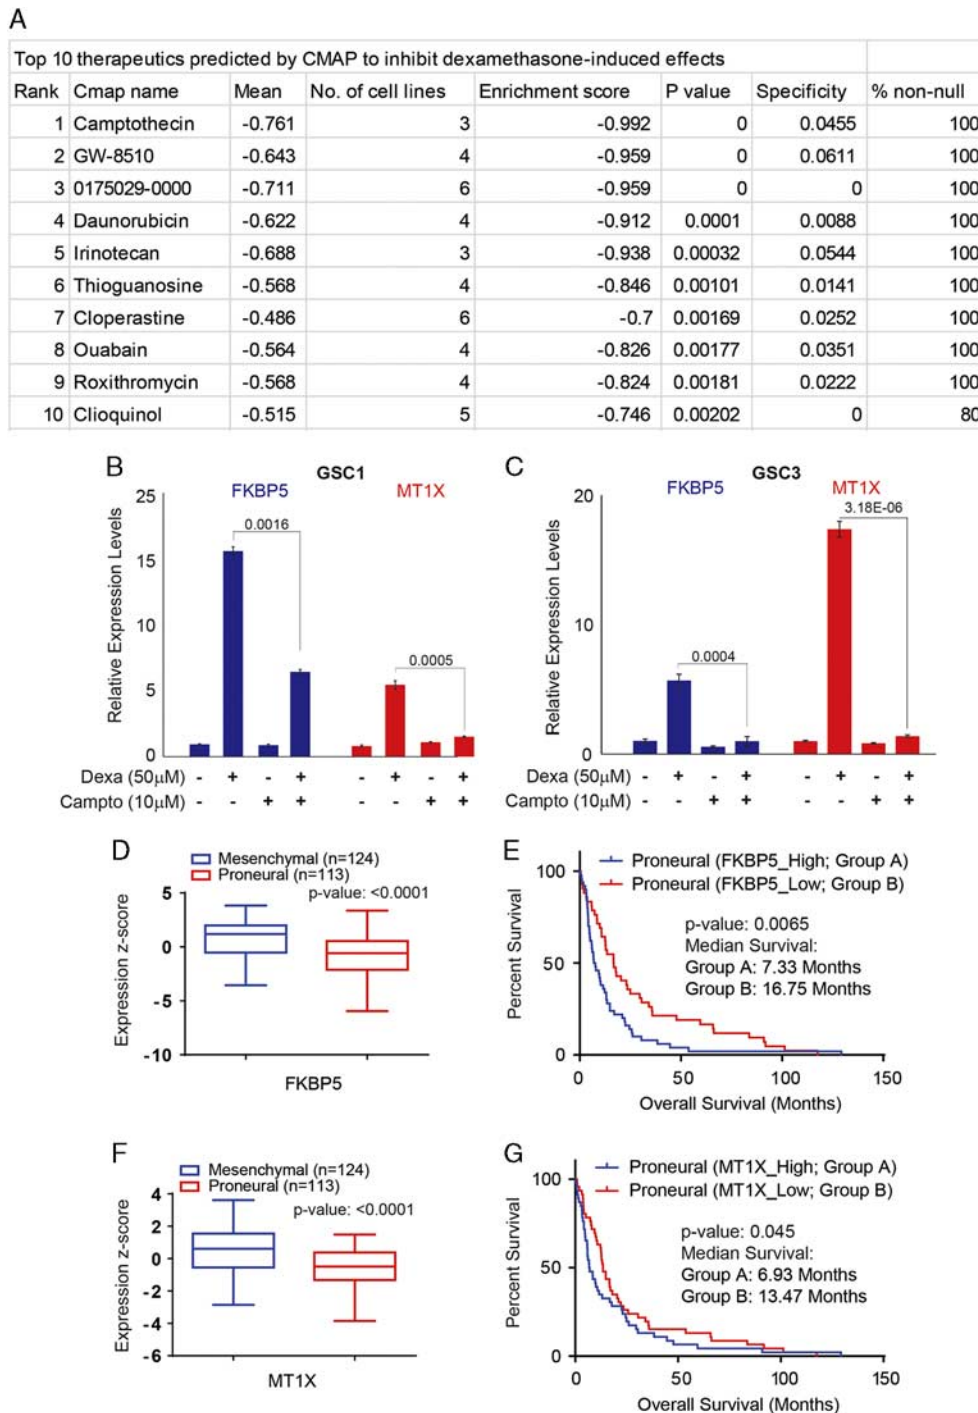 A
Top 10 therapeutics predicted by CMAP to inhibit dexamethasone-induced effects
Rank Cmap name Mean No. of cell lines Enrichment score P value Specificity % non-null
1 Camptothecin -0.761 3 -0.992 0 0.0455 100
2 GW-8510 -0.643 4 -0.959 0 0.0611 100
3 0175029-0000 -0.711 6 -0.959 0 0 100
4 Daunorubicin -0.622 4 -0.912 0.0001 0.0088 100
5 Irinotecan -0.688 3 -0.938 0.00032 0.0544 100
6 Thioguanosine -0.568 4 -0.846 0.00101 0.0141 100
7 Cloperastine -0.486 6 -0.7 0.00169 0.0252 100
8 Ouabain -0.564 4 -0.826 0.00177 0.0351 100
9 Roxithromycin -0.568 4 -0.824 0.00181 0.0222 100
10 Clioquinol -0.515 5 -0.746 0.00202 0 80
B
GSC1
FKBP5 MT1X
Relative Expression Levels
25
15
10
5
0
0.0016
0.0005
Dexa (50μM) - + - + - + - +
Campto (10μM) - - + + - - + +
C
GSC3
FKBP5 MT1X
Relative Expression Levels
20
10
0
0.0004
3.18E-06
Dexa (50μM) - + - + - + - +
Campto (10μM) - - + + - - + +
D
Mesenchymal (n=124)
Proneural (n=113)
p-value: <0.0001
Expression z-score
5
0
-5
-10
FKBP5
E
Proneural (FKBP5_High; Group A)
Proneural (FKBP5_Low; Group B)
p-value: 0.0065
Median Survival:
Group A: 7.33 Months
Group B: 16.75 Months
Percent Survival
100
50
0
0 50 100 150
Overall Survival (Months)
F
Mesenchymal (n=124)
Proneural (n=113)
p-value: <0.0001
Expression z-score
4
2
0
-2
-4
-6
MT1X
G
Proneural (MT1X_High; Group A)
Proneural (MT1X_Low; Group B)
p-value: 0.045
Median Survival:
Group A: 6.93 Months
Group B: 13.47 Months
Percent Survival
100
50
0
0 50 100 150
Overall Survival (Months)